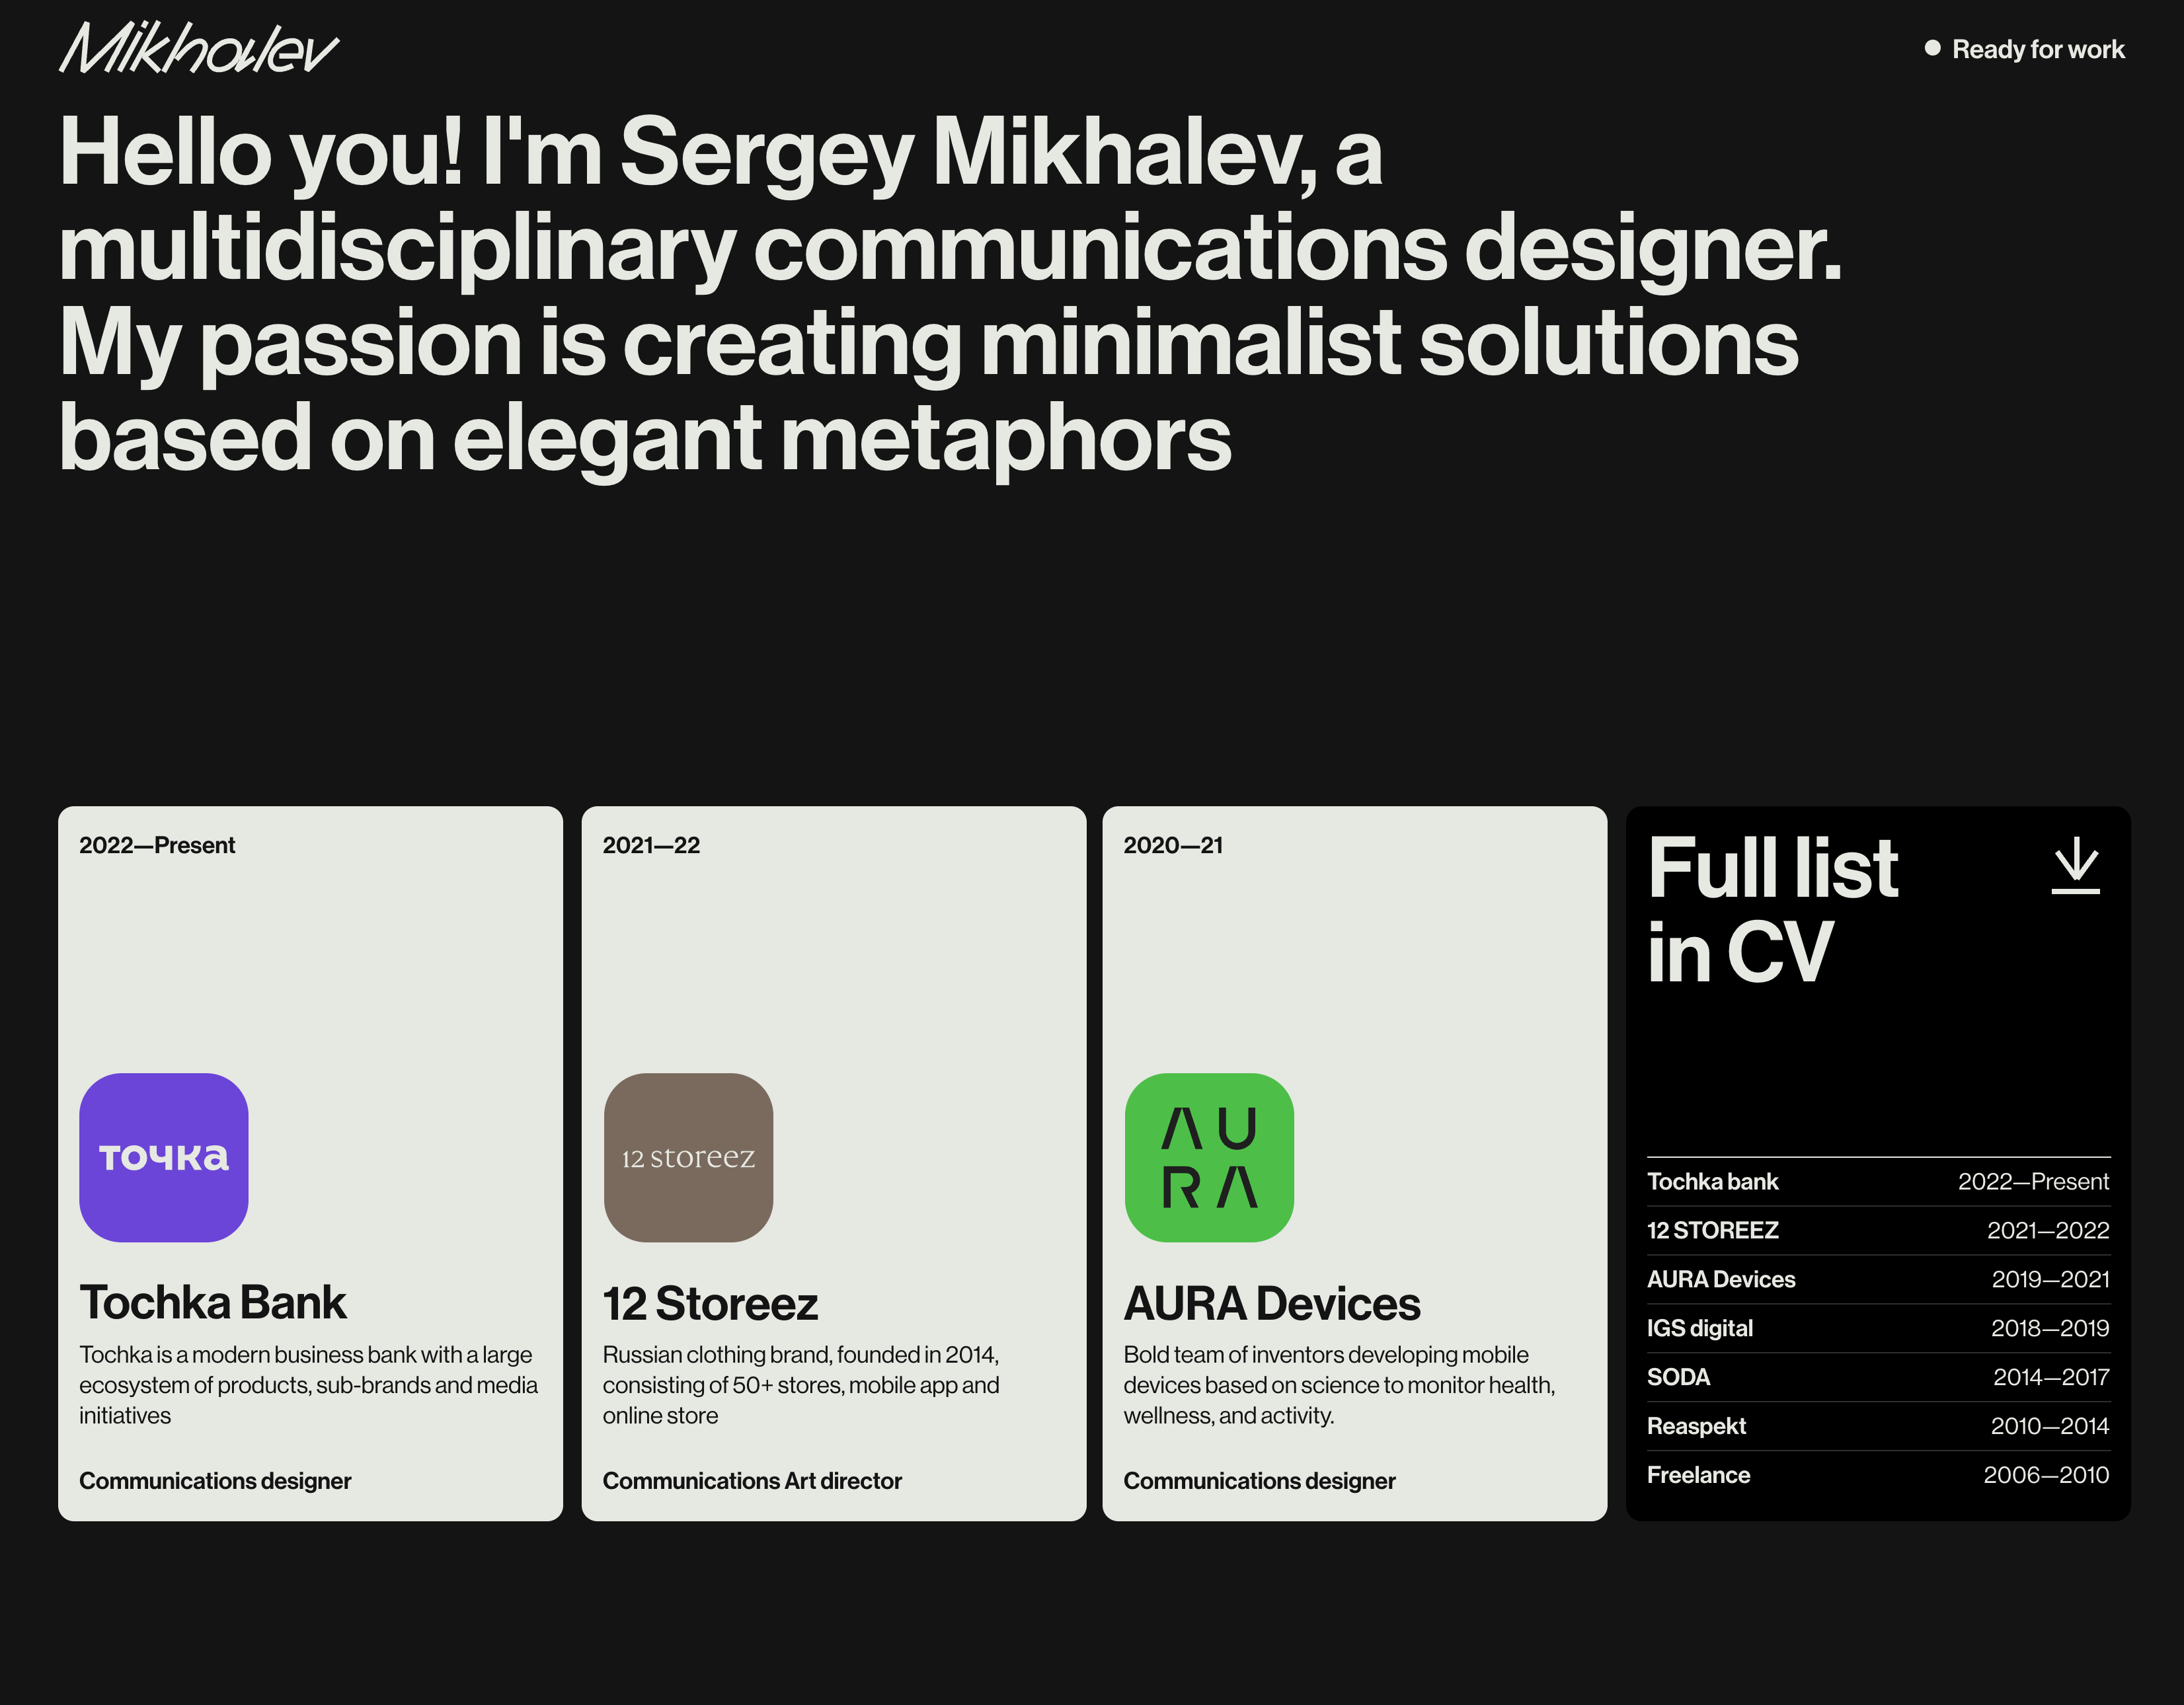 Mikhalev
Ready for work
Hello you! I'm Sergey Mikhalev, a
multidisciplinary communications designer.
My passion is creating minimalist solutions
based on elegant metaphors
2022—Present
точка
Tochka Bank
Tochka is a modern business bank with a large
ecosystem of products, sub-brands and media
initiatives
Communications designer
2021—22
12 storeez
12 Storeez
Russian clothing brand, founded in 2014,
consisting of 50+ stores, mobile app and
online store
Communications Art director
2020—21
AU
RA
AURA Devices
Bold team of inventors developing mobile
devices based on science to monitor health,
wellness, and activity.
Communications designer
Full list
in CV
Tochka bank 2022—Present
12 STOREEZ 2021—2022
AURA Devices 2019—2021
IGS digital 2018—2019
SODA 2014—2017
Reaspekt 2010—2014
Freelance 2006—2010